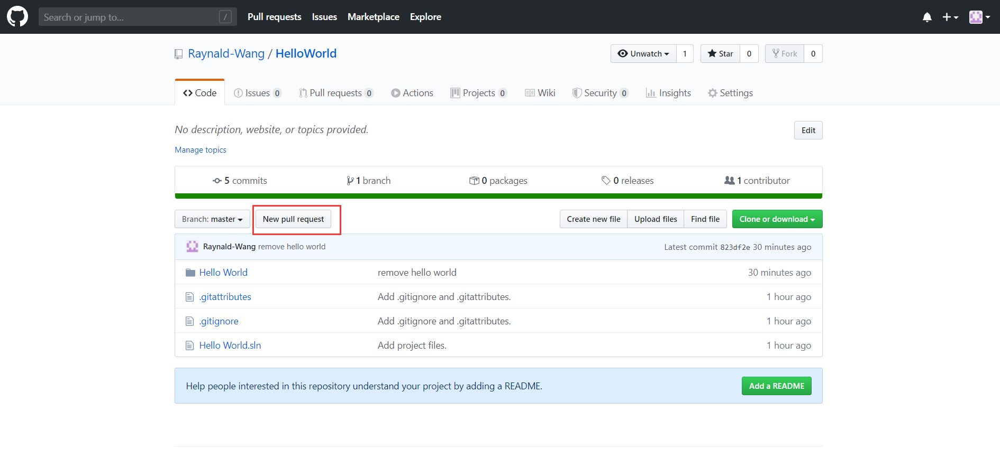 Search or jump to... / Pull requests Issues Marketplace Explore
Raynald-Wang / HelloWorld Unwatch 1 Star 0 Fork 0
Code Issues 0 Pull requests 0 Actions Projects 0 Wiki Security 0 Insights Settings
No description, website, or topics provided. Edit
Manage topics
5 commits 1 branch 0 packages 0 releases 1 contributor
Branch: master New pull request Create new file Upload files Find file Clone or download
Raynald-Wang remove hello world Latest commit 823df2e 30 minutes ago
Hello World remove hello world 30 minutes ago
.gitattributes Add .gitignore and .gitattributes. 1 hour ago
.gitignore Add .gitignore and .gitattributes. 1 hour ago
Hello World.sln Add project files. 1 hour ago
Help people interested in this repository understand your project by adding a README. Add a README